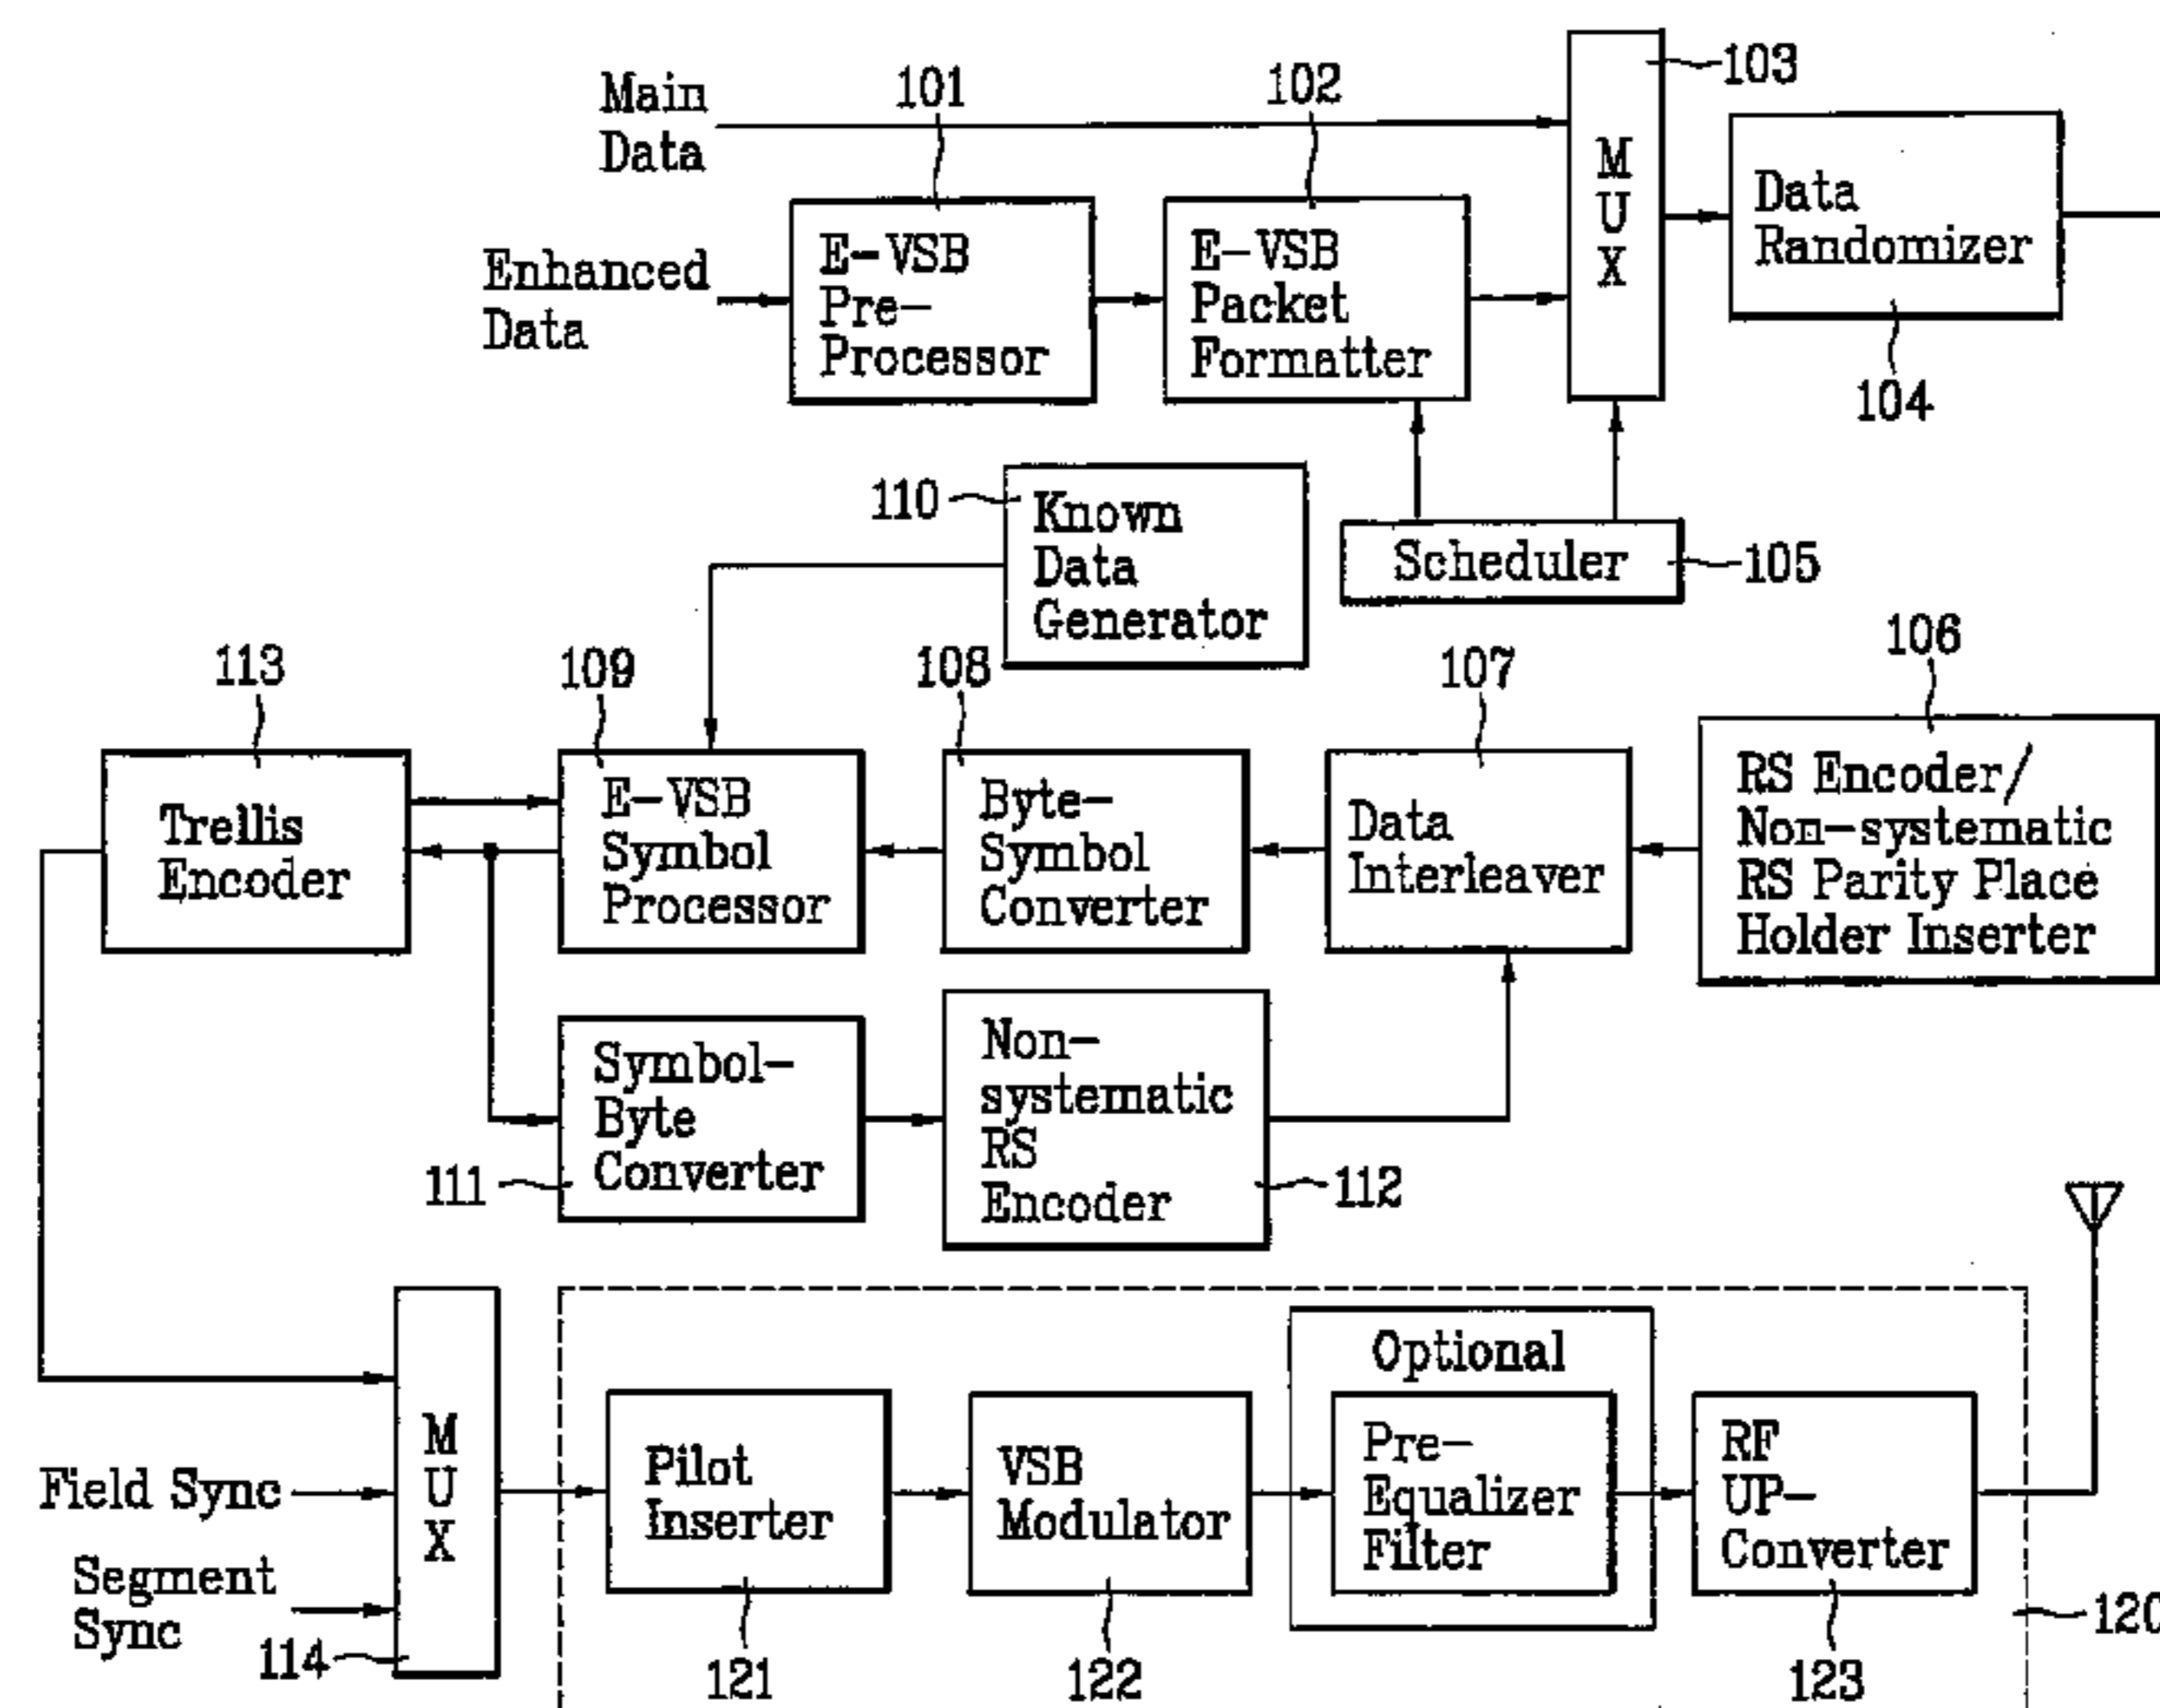 Main
Data
101
102
103
M
U
X
Data
Randomizer
104
Enhanced
Data
E-VSB
Pre-
Processor
E-VSB
Packet
Formatter
110
Known
Data
Generator
Scheduler
105
113
109
108
107
106
Trellis
Encoder
E-VSB
Symbol
Processor
Byte-
Symbol
Converter
Data
Interleaver
RS Encoder/
Non-systematic
RS Parity Place
Holder Inserter
Symbol-
Byte
Converter
111
Non-
systematic
RS
Encoder
112
Field Sync
Segment
Sync
M
U
X
114
Pilot
Inserter
121
VSB
Modulator
122
Optional
Pre-
Equalizer
Filter
RF
UP-
Converter
123
120